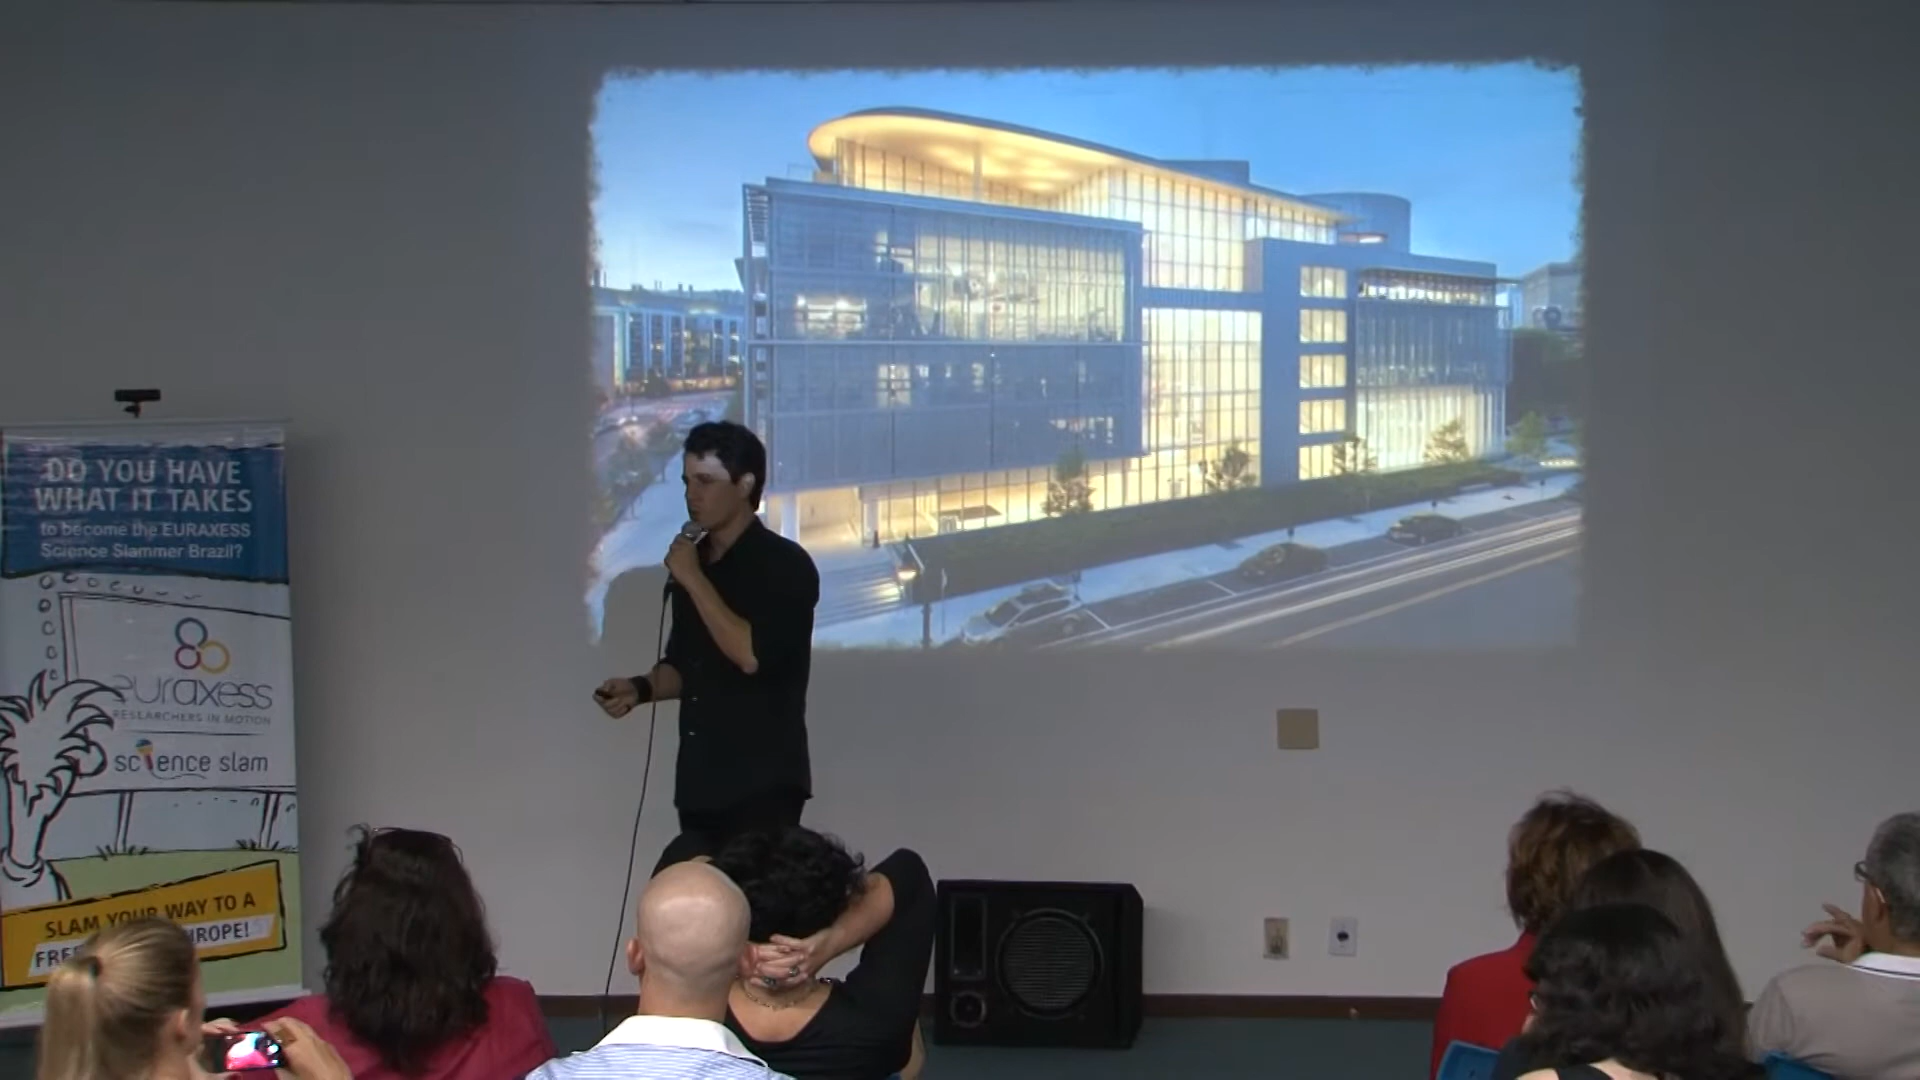 DO YOU HAVE
WHAT IT TAKES
to become the EURAXESS
Science Slammer Brazil?
euraxess
RESEARCHERS IN MOTION
science slam
SLAM YOUR WAY TO A